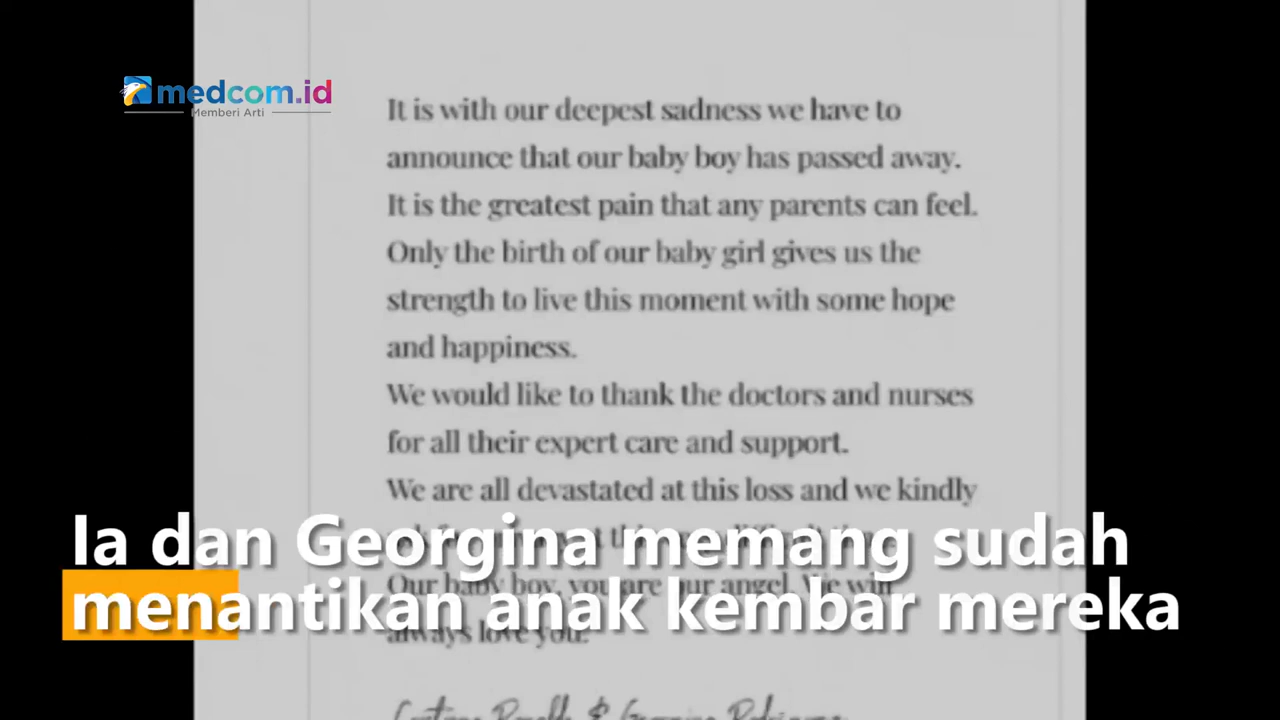 medcom.id
Memberi Arti
It is with our deepest sadness we have to
announce that our baby boy has passed away.
It is the greatest pain that any parents can feel.
Only the birth of our baby girl gives us the
strength to live this moment with some hope
and happiness.
We would like to thank the doctors and nurses
for all their expert care and support.
We are all devastated at this loss and we kindly
Ia dan Georgina memang sudah
Our baby boy, you are our angel. We will
menantikan anak kembar mereka
always love you.